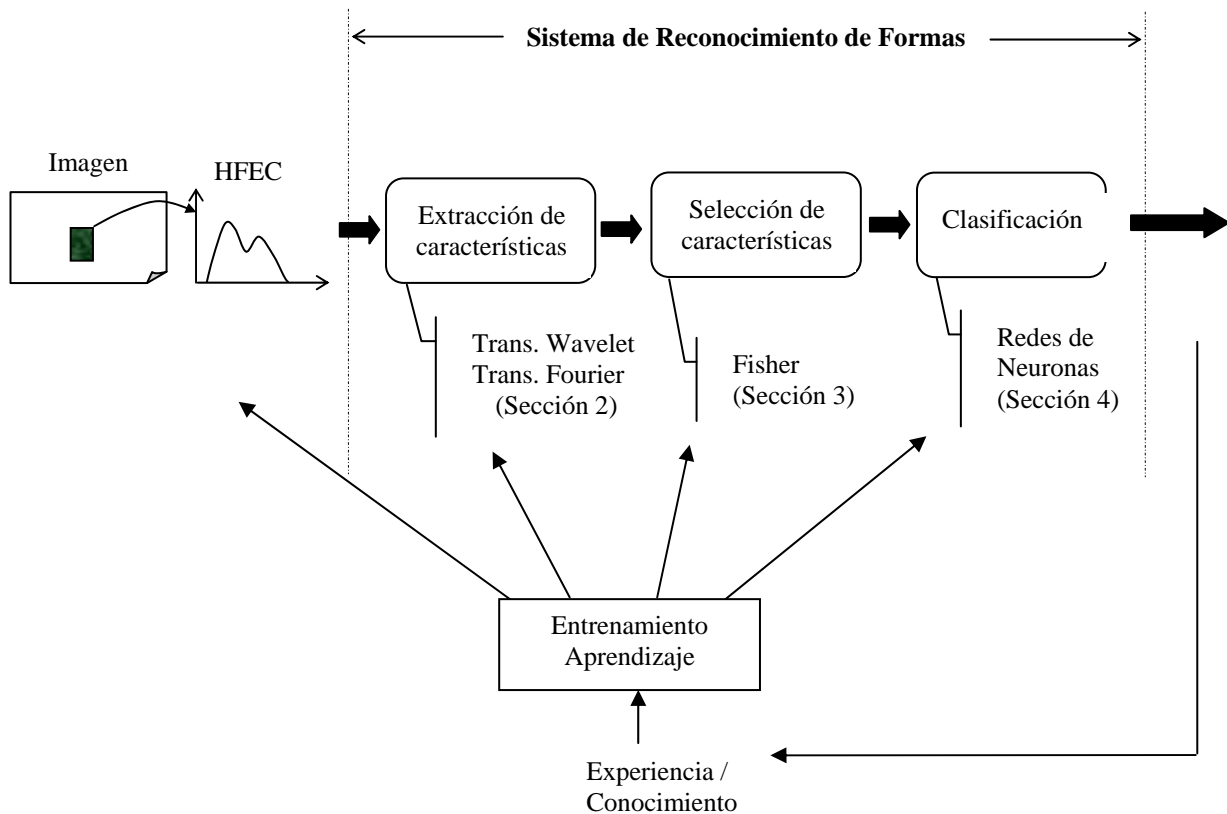 Sistema de Reconocimiento de Formas
Imagen
HFEC
Extracción de
características
Selección de
características
Clasificación
Trans. Wavelet
Trans. Fourier
(Sección 2)
Fisher
(Sección 3)
Redes de
Neuronas
(Sección 4)
Entrenamiento
Aprendizaje
Experiencia /
Conocimiento